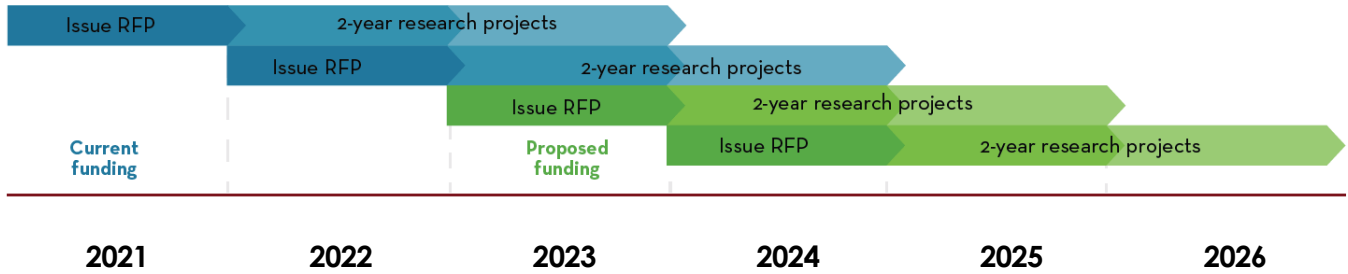 Issue RFP 2-year research projects
Issue RFP 2-year research projects
Issue RFP 2-year research projects
Issue RFP 2-year research projects
Current
funding
Proposed
funding
2021 2022 2023 2024 2025 2026